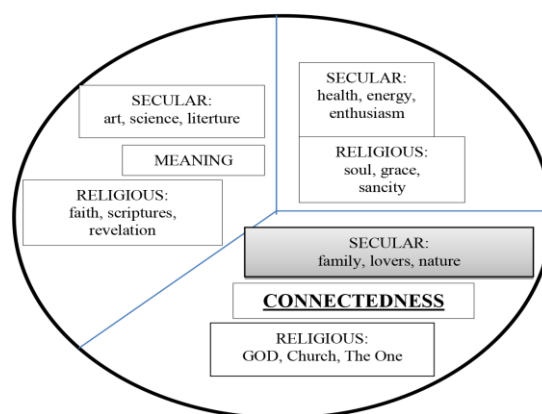 SECULAR:
art, science, literture
MEANING
RELIGIOUS:
faith, scriptures,
revelation
SECULAR:
health, energy,
enthusiasm
RELIGIOUS:
soul, grace,
sancity
SECULAR:
family, lovers, nature
CONNECTEDNESS
RELIGIOUS:
GOD, Church, The One